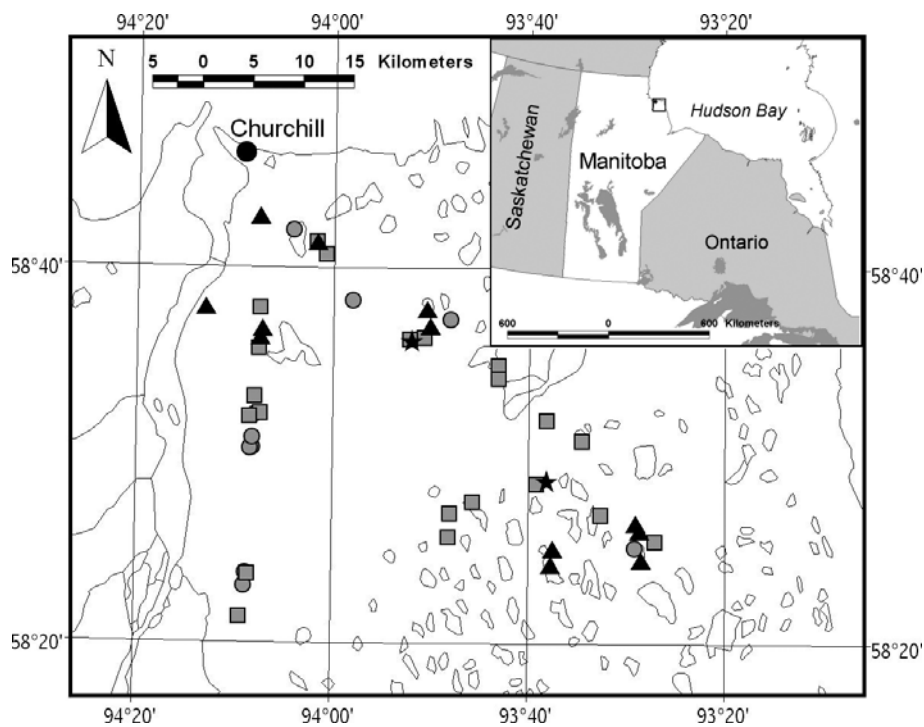 94°20' 94°00' 93°40' 93°20'
N
5 0 5 10 15 Kilometers
Churchill
Hudson Bay
Saskatchewan
Manitoba
Ontario
600 0 600 Kilometers
58°40' 58°40'
58°20' 58°20'
94°20' 94°00' 93°40' 93°20'